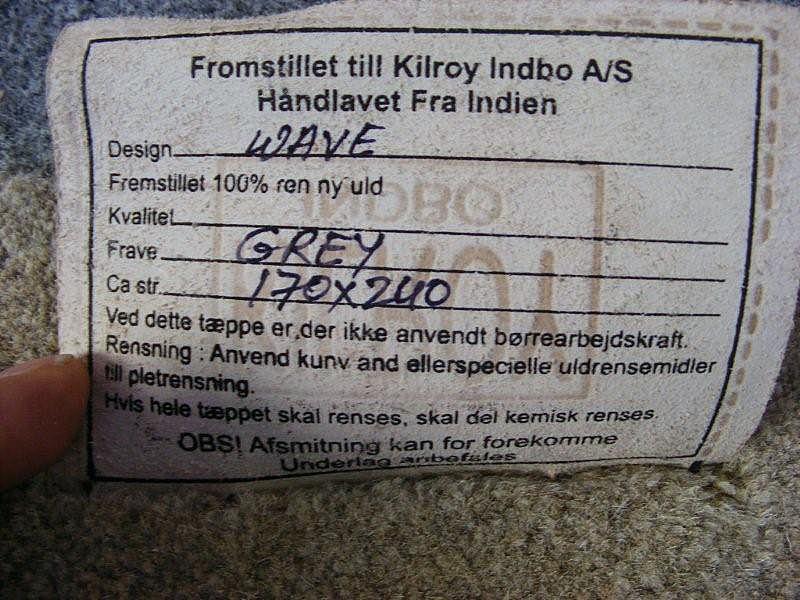 Fromstillet till Kilroy Indbo A/S
Håndlavet Fra Indien
Design WAVE
Fremstillet 100% ren ny uld
Kvalitet
Frave GREY
Ca str. 170x240
Ved dette tæppe er,der ikke anvendt børrearbejdskraft.
Rensning : Anvend kunv and ellerspecielle uldrensemidler
till pletrensning.
Hvis hele tæppet skal renses, skal del kemisk renses.
OBS! Afsmitning kan for forekomme
Underlag anbefales
INDBO